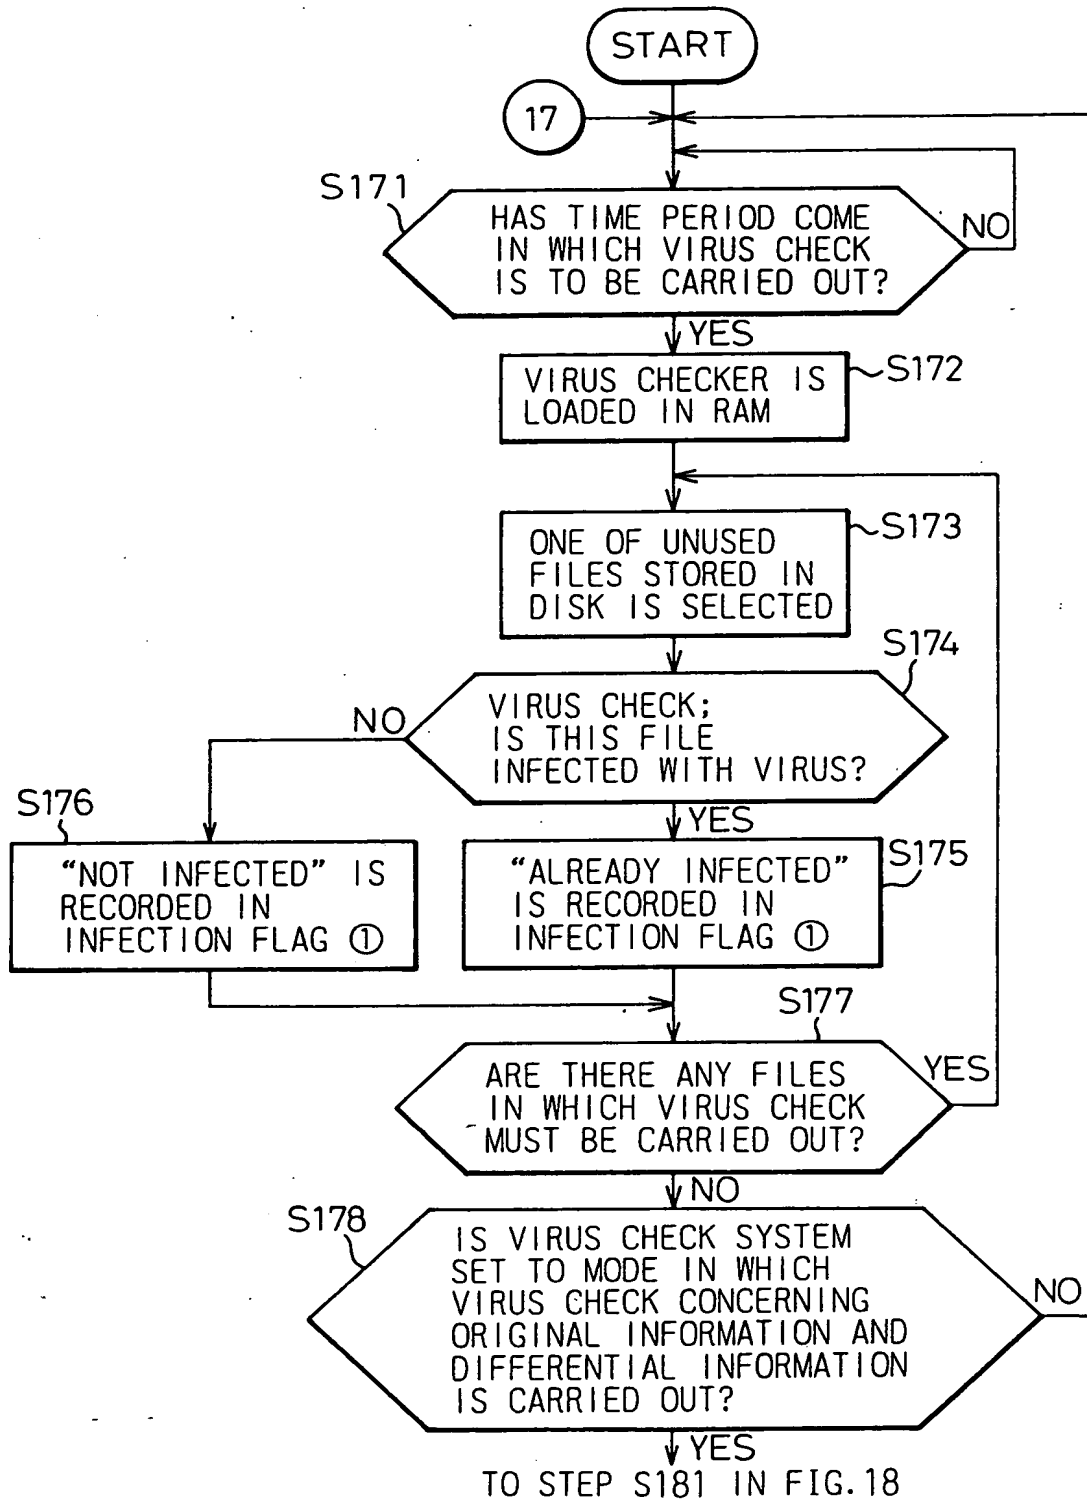 START
17
S171
HAS TIME PERIOD COME
IN WHICH VIRUS CHECK
IS TO BE CARRIED OUT?
NO
YES
VIRUS CHECKER IS
LOADED IN RAM
S172
ONE OF UNUSED
FILES STORED IN
DISK IS SELECTED
S173
S174
VIRUS CHECK;
IS THIS FILE
INFECTED WITH VIRUS?
NO
YES
S176
“NOT INFECTED” IS
RECORDED IN
INFECTION FLAG ①
“ALREADY INFECTED”
IS RECORDED IN
INFECTION FLAG ①
S175
S177
ARE THERE ANY FILES
IN WHICH VIRUS CHECK
MUST BE CARRIED OUT?
YES
NO
S178
IS VIRUS CHECK SYSTEM
SET TO MODE IN WHICH
VIRUS CHECK CONCERNING
ORIGINAL INFORMATION AND
DIFFERENTIAL INFORMATION
IS CARRIED OUT?
NO
YES
TO STEP S181 IN FIG. 18